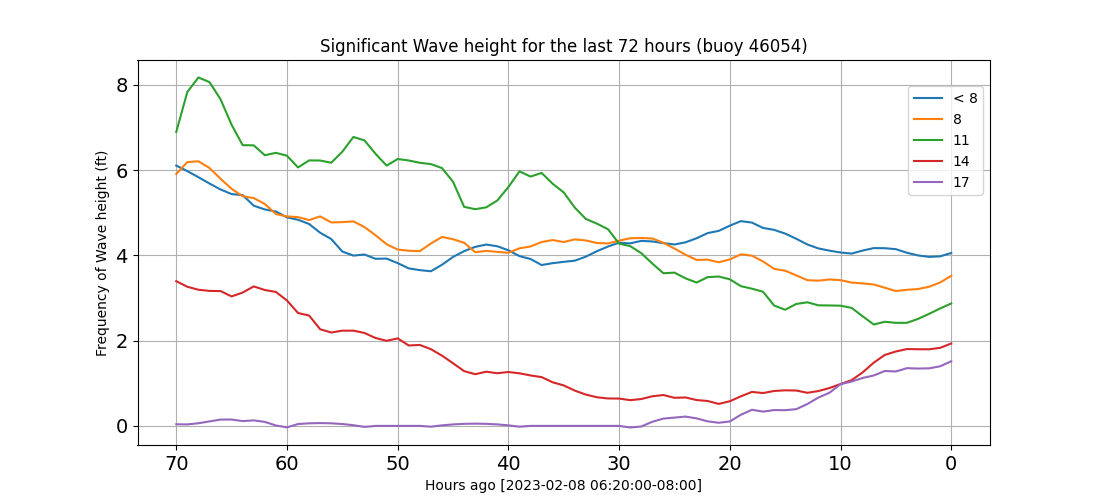 Significant Wave height for the last 72 hours (buoy 46054)
Frequency of Wave height (ft)
8
6
4
2
0
< 8
8
11
14
17
70 60 50 40 30 20 10 0
Hours ago [2023-02-08 06:20:00-08:00]